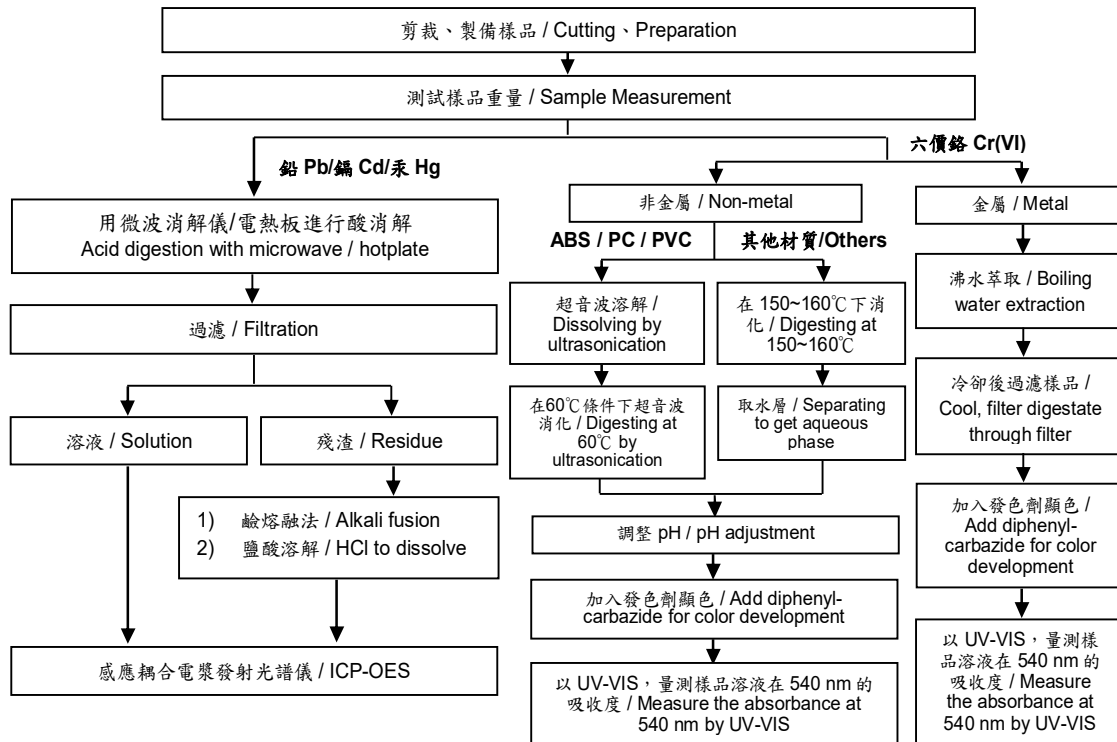 剪裁、製備樣品 / Cutting、Preparation
測試樣品重量 / Sample Measurement
鉛 Pb/鎘 Cd/汞 Hg
六價鉻 Cr(VI)
用微波消解儀/電熱板進行酸消解
Acid digestion with microwave / hotplate
過濾 / Filtration
溶液 / Solution
殘渣 / Residue
1) 鹼熔融法 / Alkali fusion
2) 鹽酸溶解 / HCl to dissolve
感應耦合電漿發射光譜儀 / ICP-OES
非金屬 / Non-metal
ABS / PC / PVC
其他材質/Others
超音波溶解 /
Dissolving by
ultrasonication
在 150~160℃下消
化 / Digesting at
150~160℃
在60℃條件下超音波
消化 / Digesting at
60℃ by
ultrasonication
取水層 / Separating
to get aqueous
phase
調整 pH / pH adjustment
加入發色劑顯色 / Add diphenyl-
carbazide for color development
以 UV-VIS，量測樣品溶液在 540 nm 的
吸收度 / Measure the absorbance at
540 nm by UV-VIS
金屬 / Metal
沸水萃取 / Boiling
water extraction
冷卻後過濾樣品 /
Cool, filter digestate
through filter
加入發色劑顯色 /
Add diphenyl-
carbazide for color
development
以 UV-VIS，量測樣
品溶液在 540 nm 的
吸收度 / Measure
the absorbance at
540 nm by UV-VIS